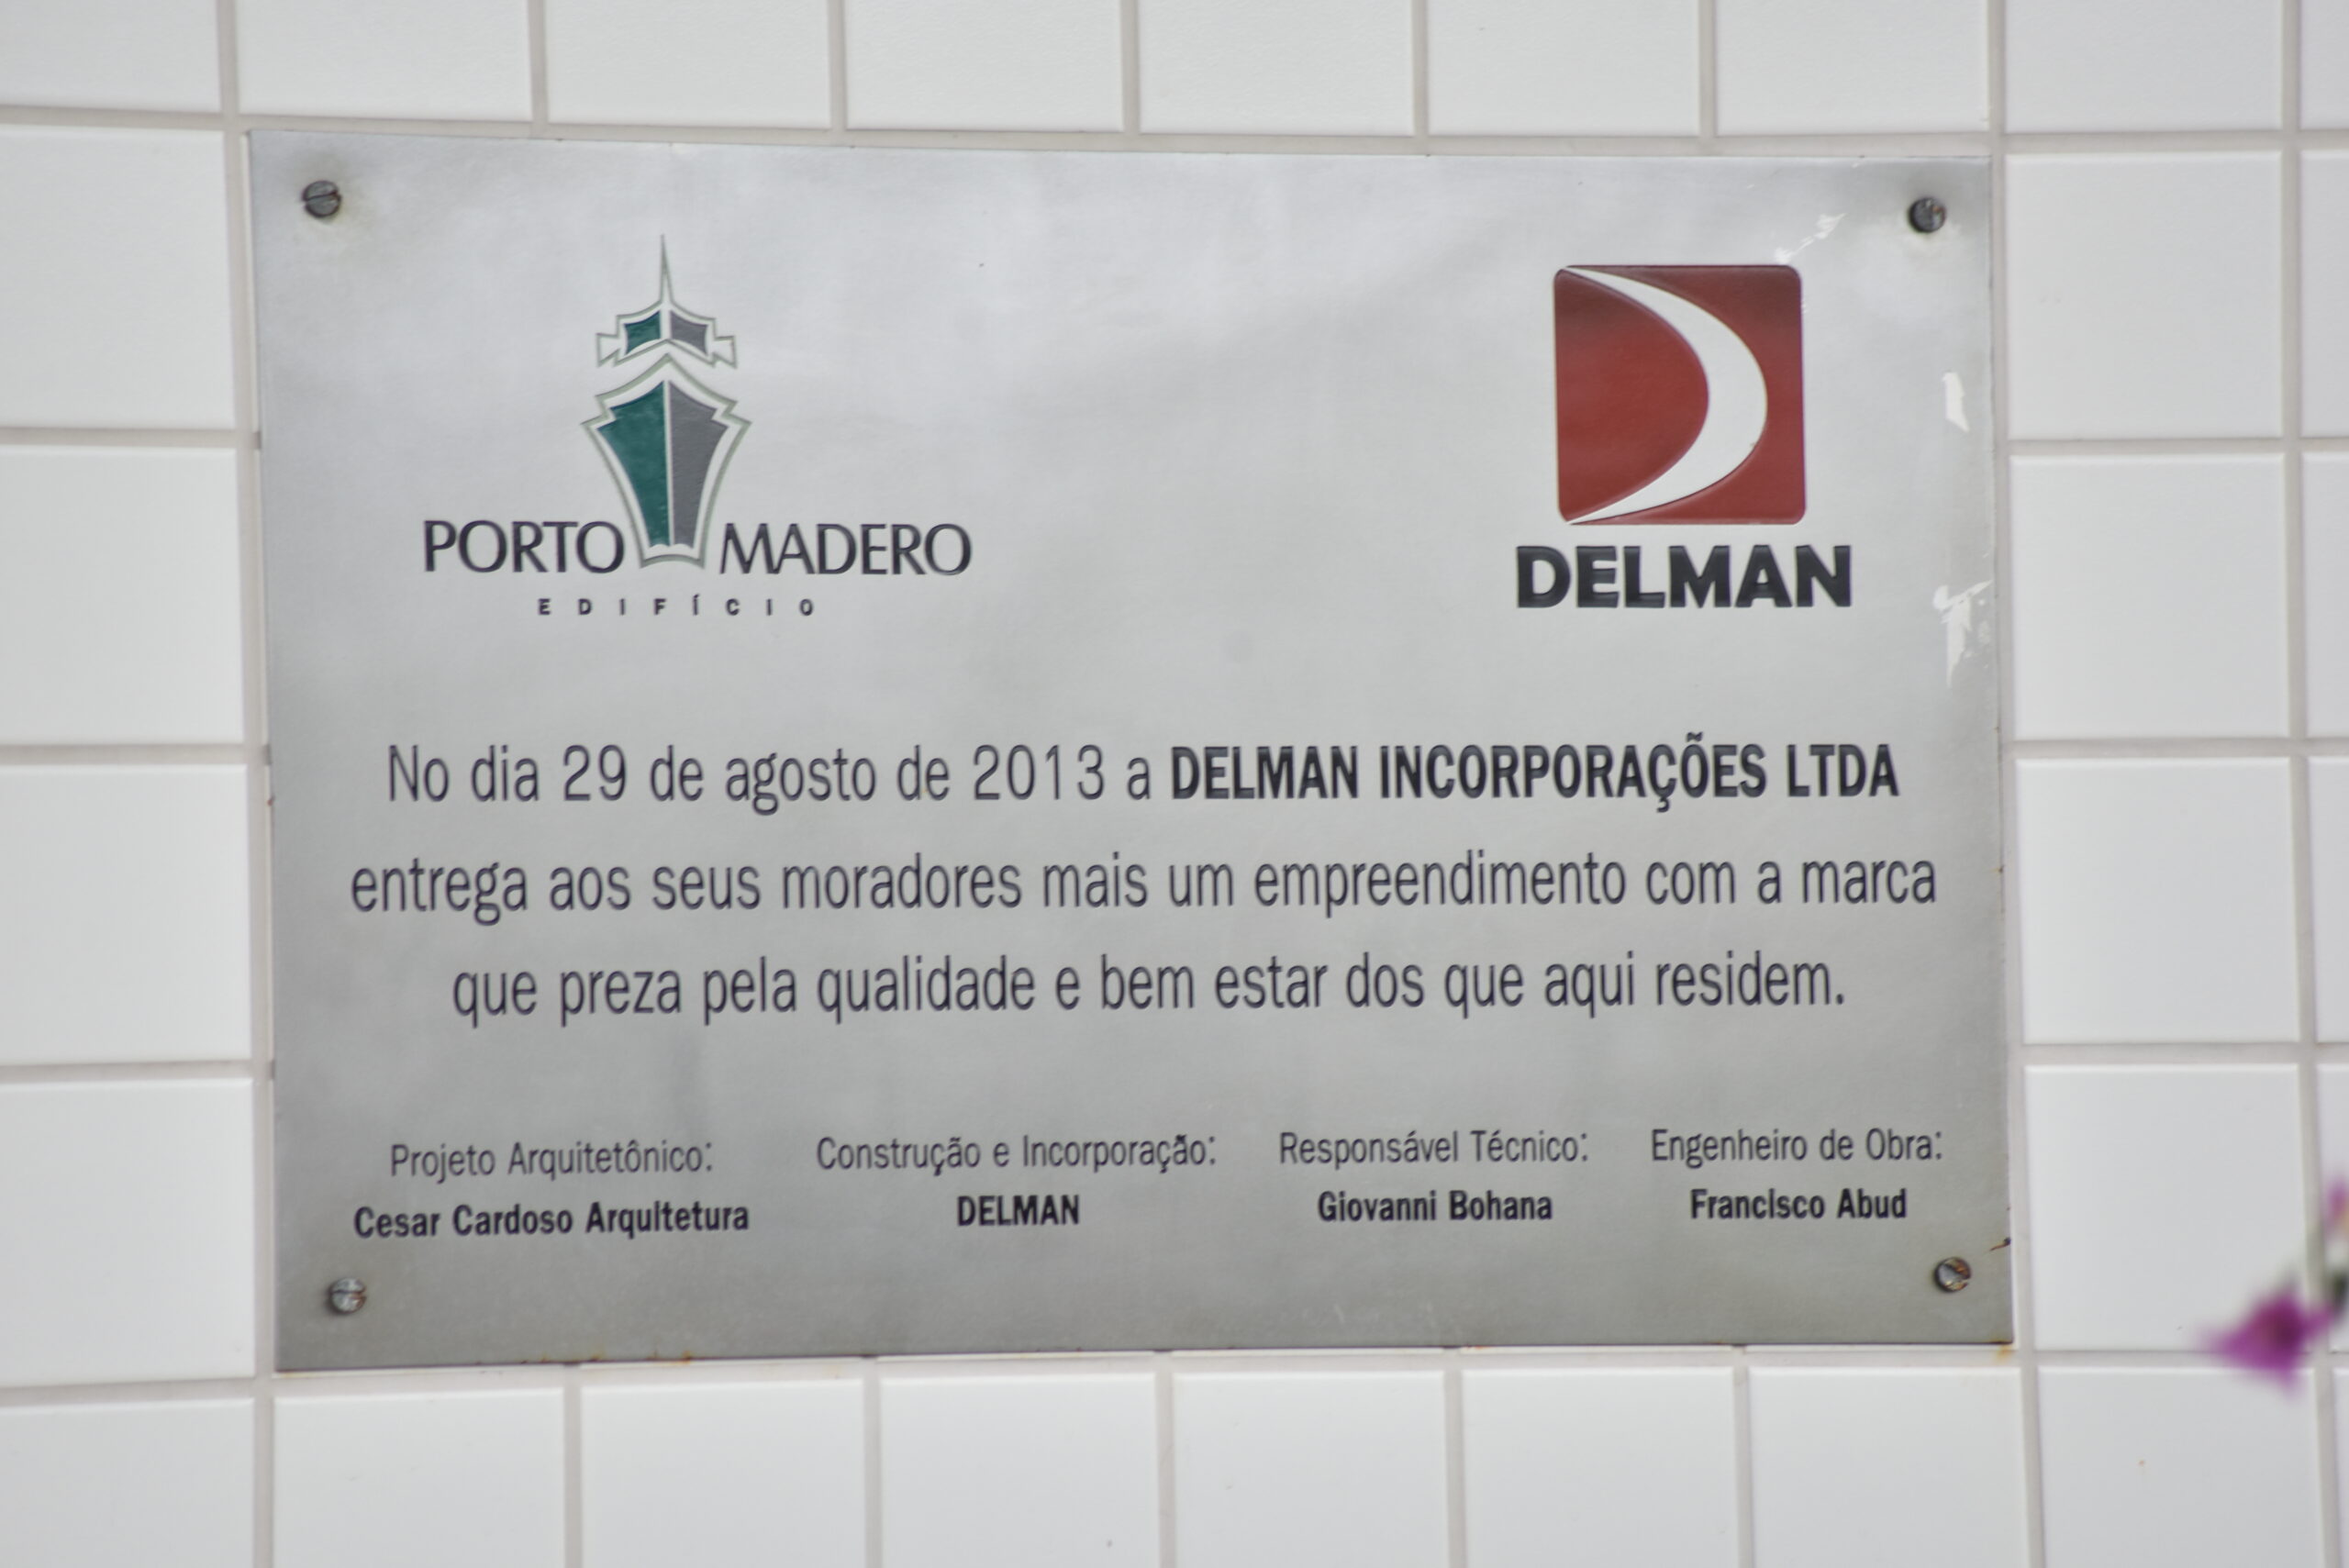 PORTO MADERO
EDIFÍCIO
DELMAN
No dia 29 de agosto de 2013 a DELMAN INCORPORAÇÕES LTDA
entrega aos seus moradores mais um empreendimento com a marca
que preza pela qualidade e bem estar dos que aqui residem.
Projeto Arquitetônico:
Cesar Cardoso Arquitetura
Construção e Incorporação:
DELMAN
Responsável Técnico:
Giovanni Bohana
Engenheiro de Obra:
Francisco Abud